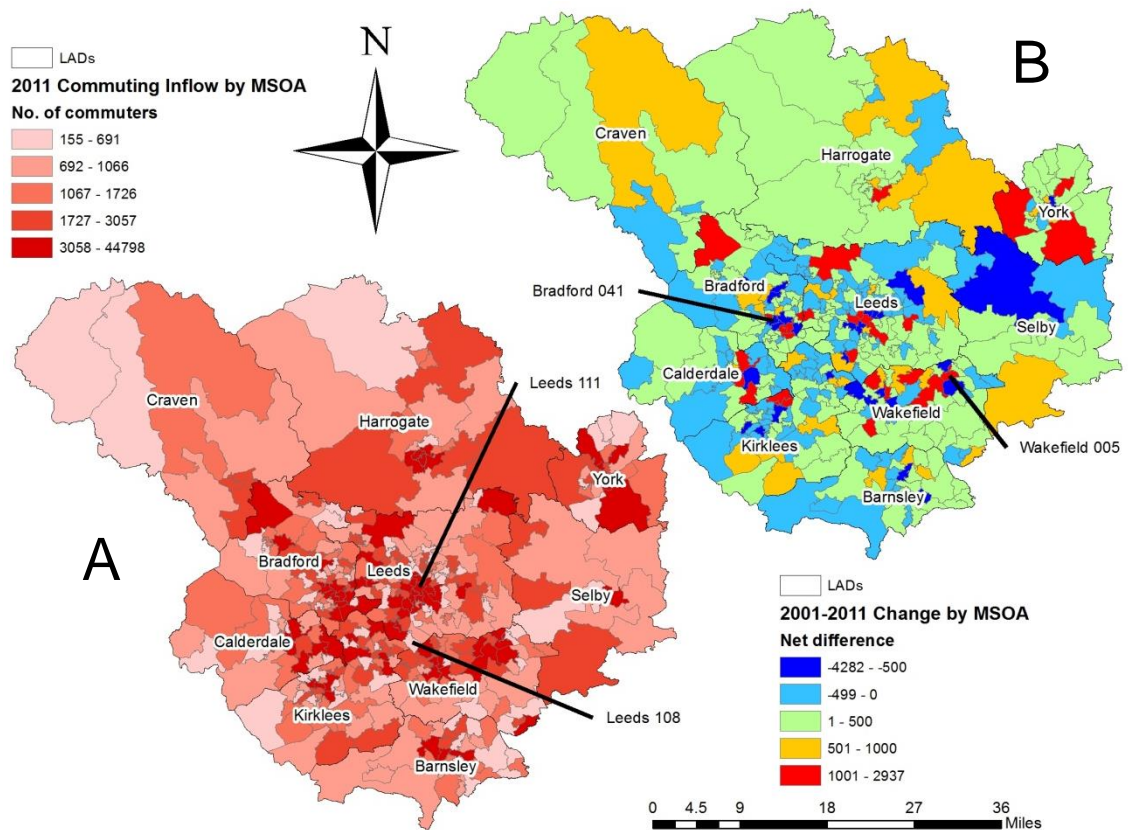 LADs
2011 Commuting Inflow by MSOA
No. of commuters
155 - 691
692 - 1066
1067 - 1726
1727 - 3057
3058 - 44798
N
B
Craven
Harrogate
York
Bradford
Leeds
Bradford 041
Selby
Calderdale
Wakefield
Kirklees
Wakefield 005
Barnsley
A
Leeds 111
Craven
Harrogate
York
Bradford
Leeds
Selby
Calderdale
Wakefield
Kirklees
Leeds 108
Barnsley
LADs
2001-2011 Change by MSOA
Net difference
-4282 - -500
-499 - 0
1 - 500
501 - 1000
1001 - 2937
0 4.5 9 18 27 36
Miles